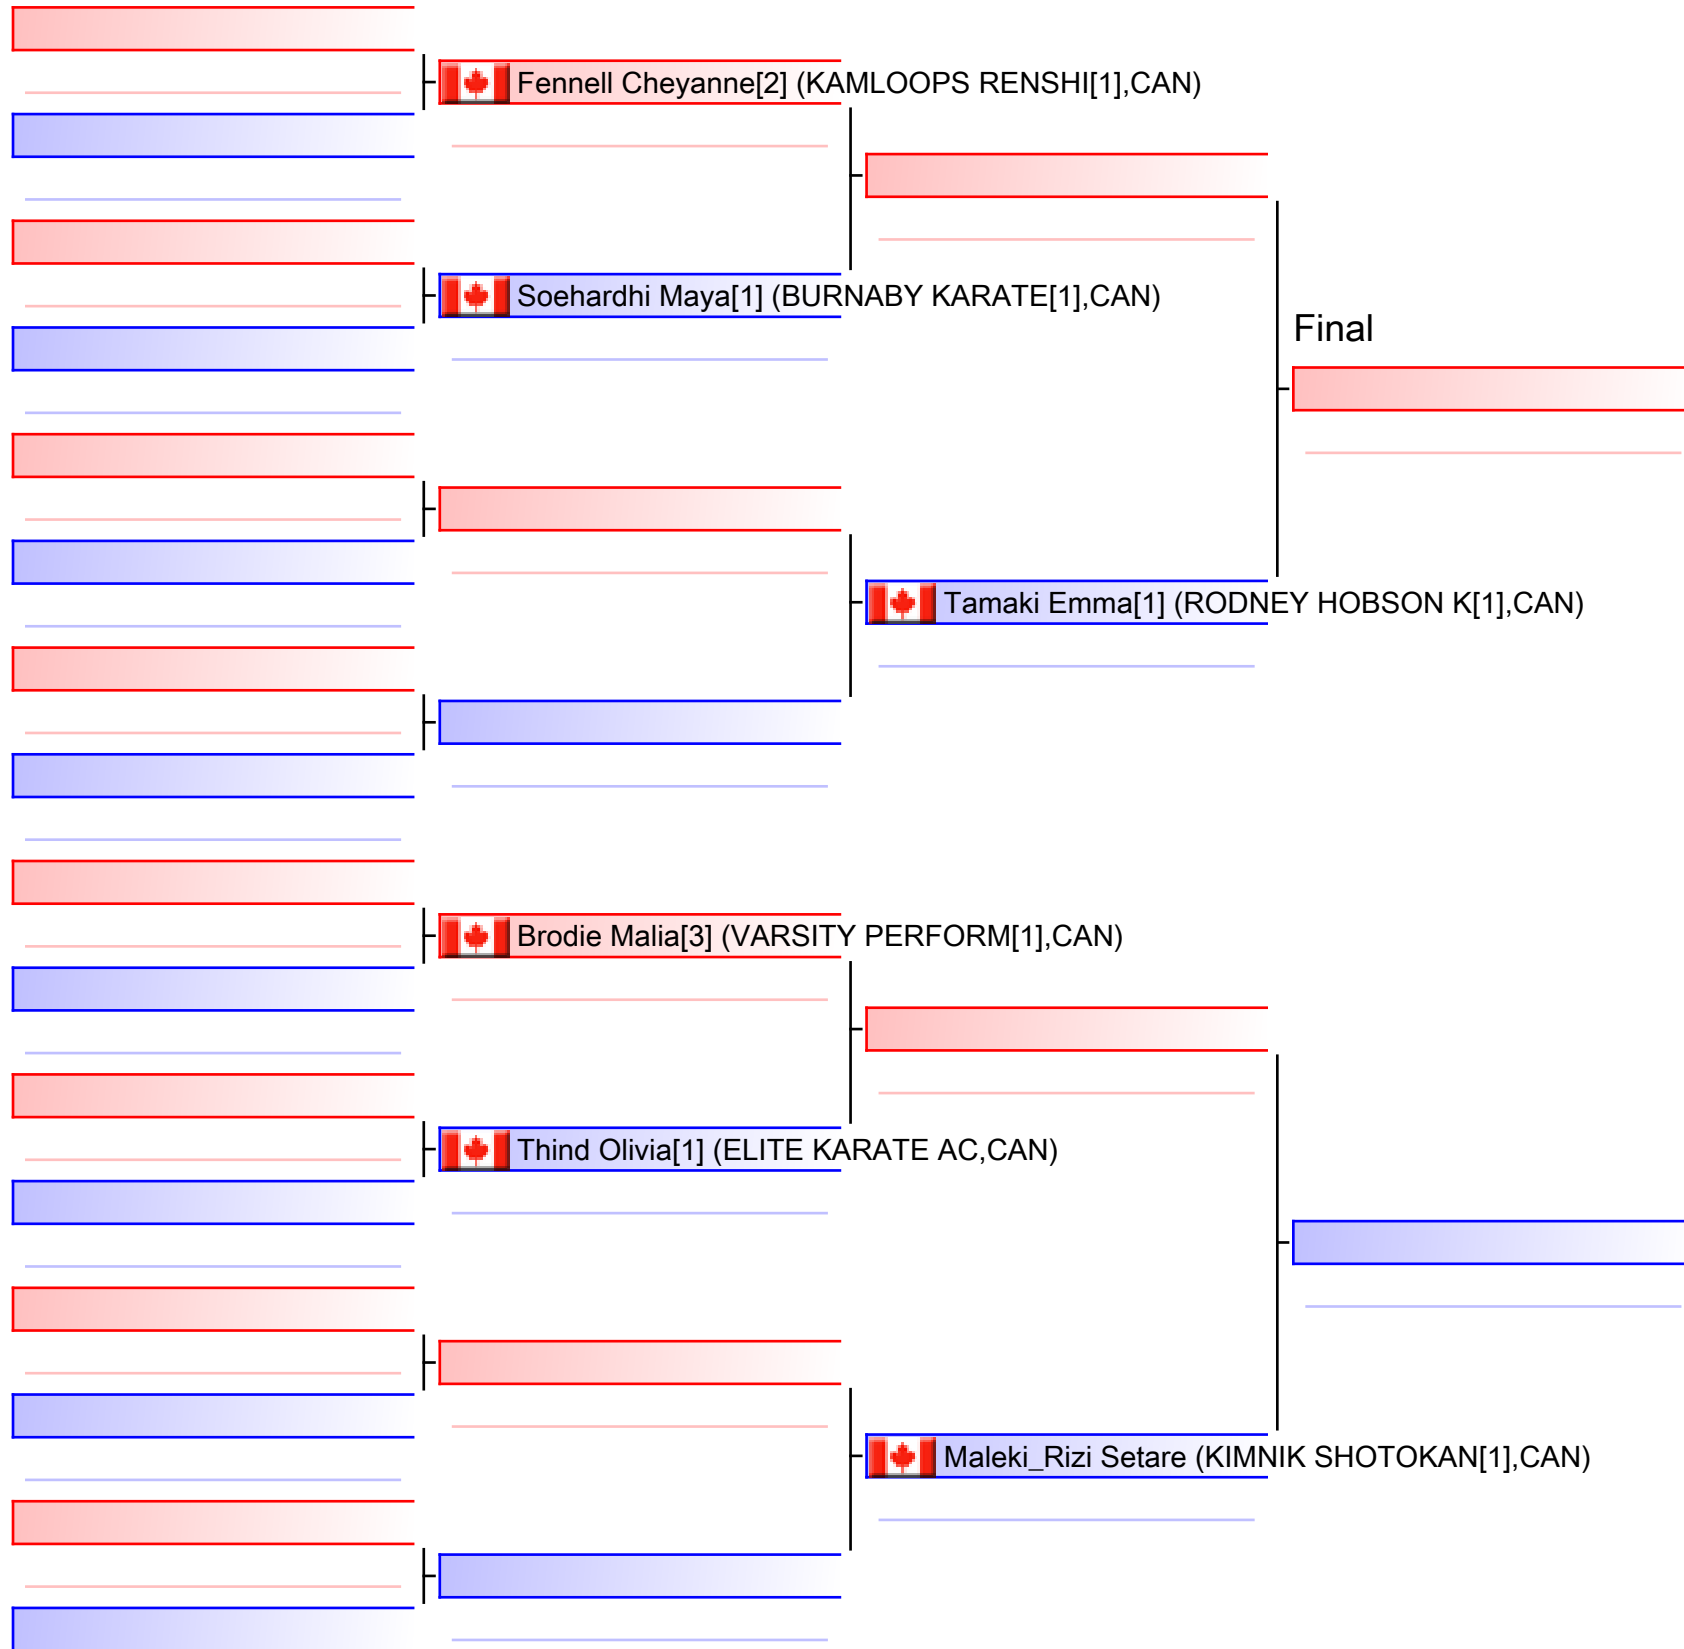 Fennell Cheyanne[2] (KAMLOOPS RENSHI[1],CAN)
Soehardhi Maya[1] (BURNABY KARATE[1],CAN)
Final
Tamaki Emma[1] (RODNEY HOBSON K[1],CAN)
Brodie Malia[3] (VARSITY PERFORM[1],CAN)
Thind Olivia[1] (ELITE KARATE AC,CAN)
Maleki_Rizi Setare (KIMNIK SHOTOKAN[1],CAN)